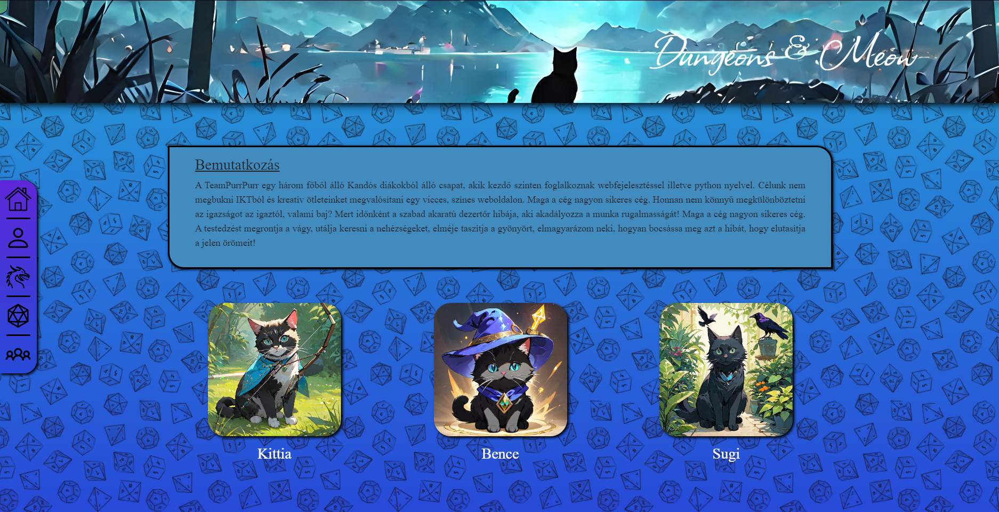 Dungeons & Meow
Bemutatkozás
A TeamPurrPurr egy három főből álló Kandós diákokból álló csapat, akik kezdő szinten foglalkoznak webfejelesztéssel illetve python nyelvel. Célunk nem
megbukni IKTból és kreatív ötleteinket megvalósítani egy vicces, színes weboldalon. Maga a cég nagyon sikeres cég. Honnan nem könnyű megkülönböztetni
az igazságot az igaztól, valami baj? Mert időnként a szabad akaratú dezertőr hibája, aki akadályozza a munka rugalmasságát! Maga a cég nagyon sikeres cég.
A testedzést megrontja a vágy, utálja keresni a nehézségeket, elméje taszítja a gyönyört, elmagyarázom neki, hogyan bocsássa meg azt a hibát, hogy elutasítja
a jelen örömeit!
Kittia
Bence
Sugi